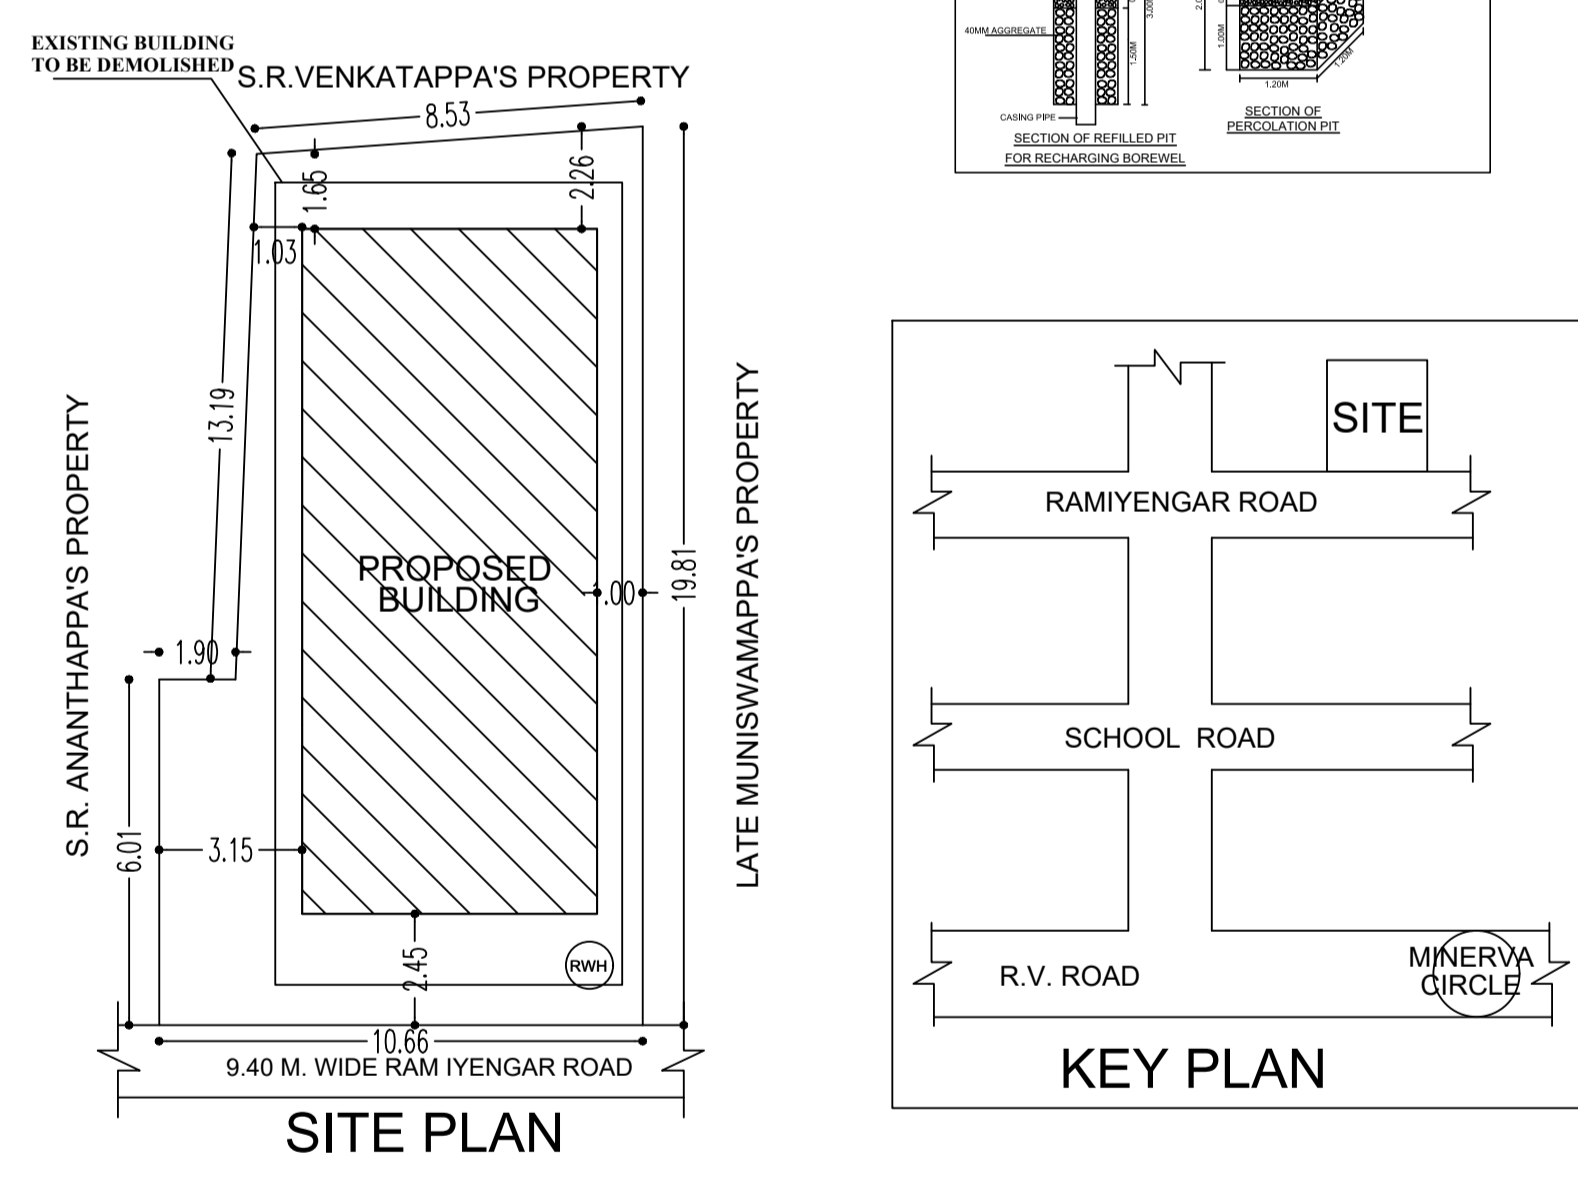 EXISTING BUILDING
TO BE DEMOLISHED
S.R.VENKATAPPA'S PROPERTY
8.53
1.65
2.26
1.03
13.19
S.R. ANANTHAPPA'S PROPERTY
PROPOSED
BUILDING
1.00
19.81
LATE MUNISWAMAPPA'S PROPERTY
1.90
6.01
3.15
2.45
RWH
10.66
9.40 M. WIDE RAM IYENGAR ROAD
SITE PLAN
40MM AGGREGATE
1.50M
CASING PIPE
SECTION OF REFILLED PIT
FOR RECHARGING BOREWEL
1.00M
1.20M
1.20M
SECTION OF
PERCOLATION PIT
SITE
RAMIYENGAR ROAD
SCHOOL ROAD
R.V. ROAD
MINERVA
CIRCLE
KEY PLAN